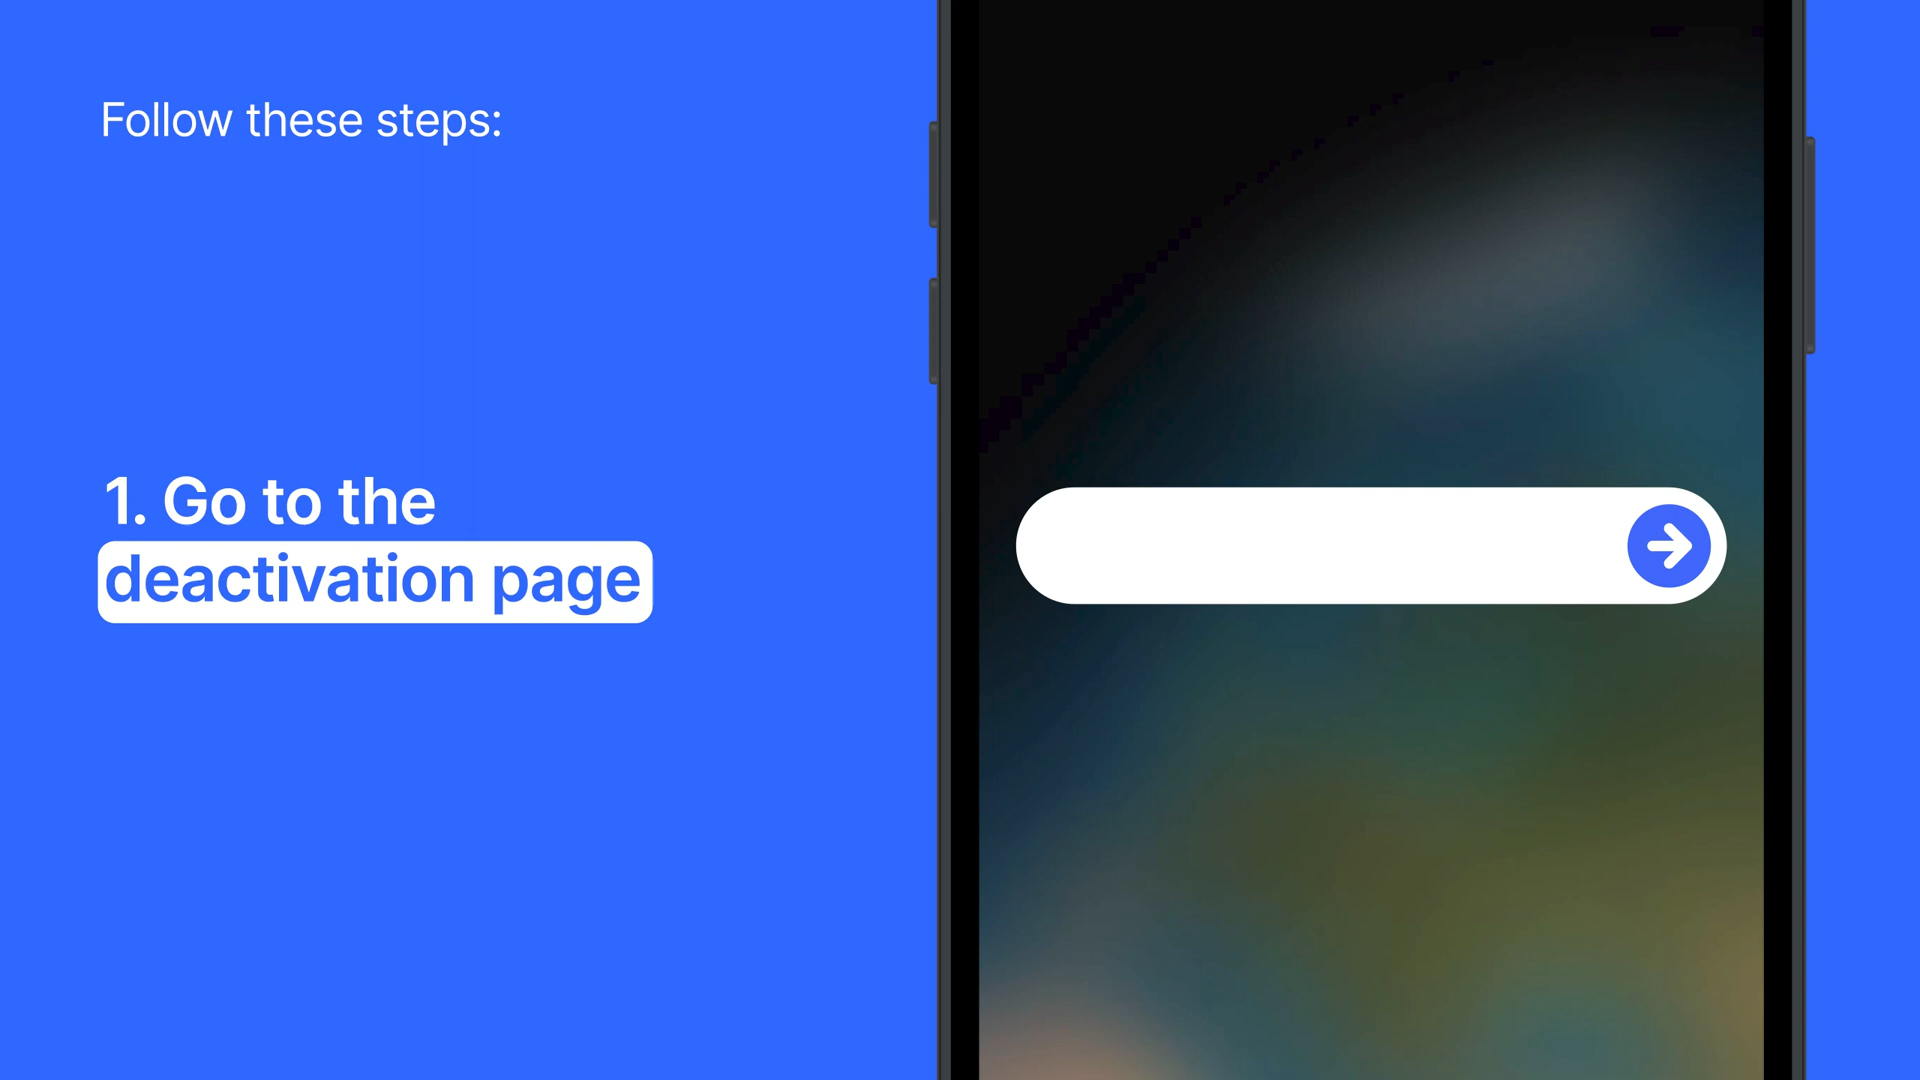 Follow these steps:
1. Go to the
deactivation page